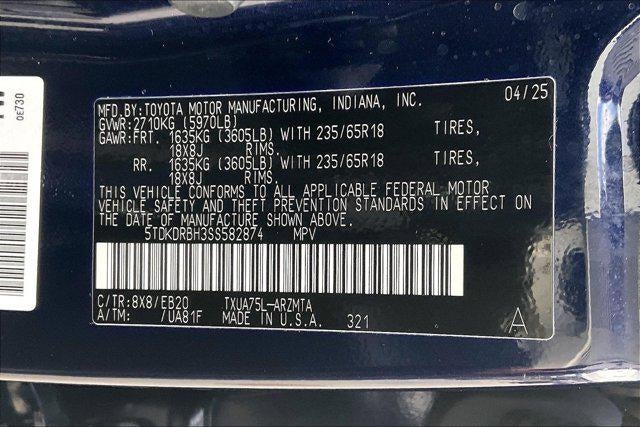 MFD.BY:TOYOTA MOTOR MANUFACTURING, INDIANA, INC. 04/25
GVWR:2710KG (5970LB)
GAWR:FRT. 1635KG (3605LB) WITH 235/65R18 TIRES,
18X8J RIMS.
RR. 1635KG (3605LB) WITH 235/65R18 TIRES,
18X8J RIMS.
THIS VEHICLE CONFORMS TO ALL APPLICABLE FEDERAL MOTOR
VEHICLE SAFETY AND THEFT PREVENTION STANDARDS IN EFFECT ON
THE DATE OF MANUFACTURE SHOWN ABOVE.
5TDKDRBH3SS582874 MPV
C/TR:8X8/EB20 TXUA75L-ARZMTA
A/TM: /UA81F MADE IN U.S.A. 321 A
0E730